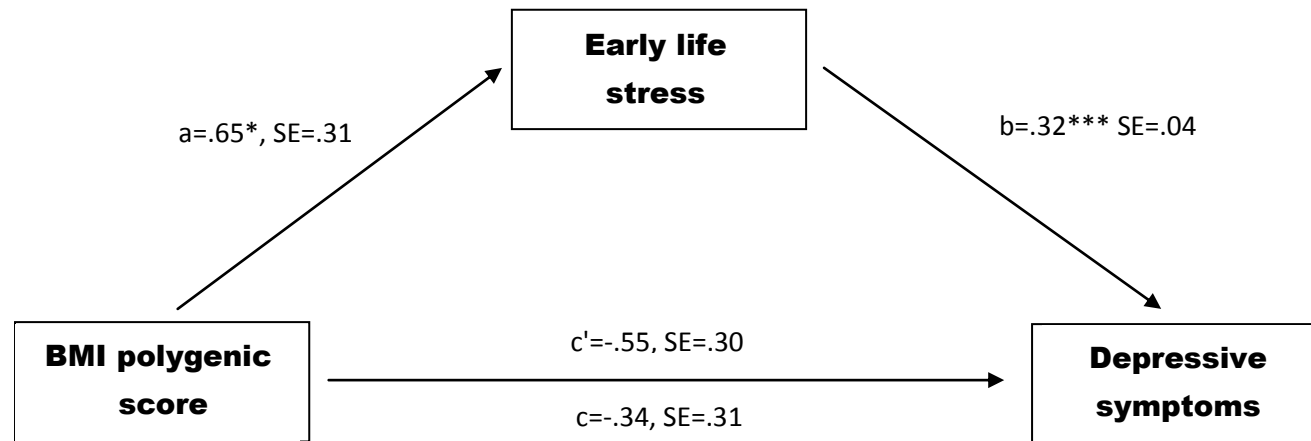 Early life
stress
a=.65*, SE=.31
b=.32*** SE=.04
BMI polygenic
score
c'=-.55, SE=.30
c=-.34, SE=.31
Depressive
symptoms